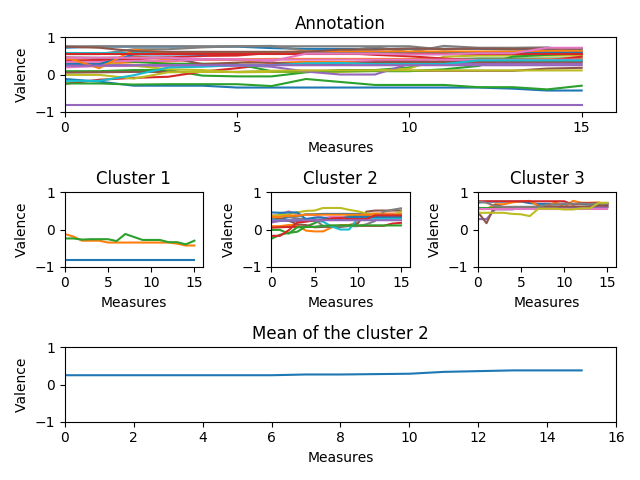 Annotation
Valence
1
0
−1
0 5 10 15
Measures
Cluster 1 Cluster 2 Cluster 3
Valence Valence Valence
1 1 1
0 0 0
−1 −1 −1
0 5 10 15 0 5 10 15 0 5 10 15
Measures Measures Measures
Mean of the cluster 2
Valence
1
0
−1
0 2 4 6 8 10 12 14 16
Measures